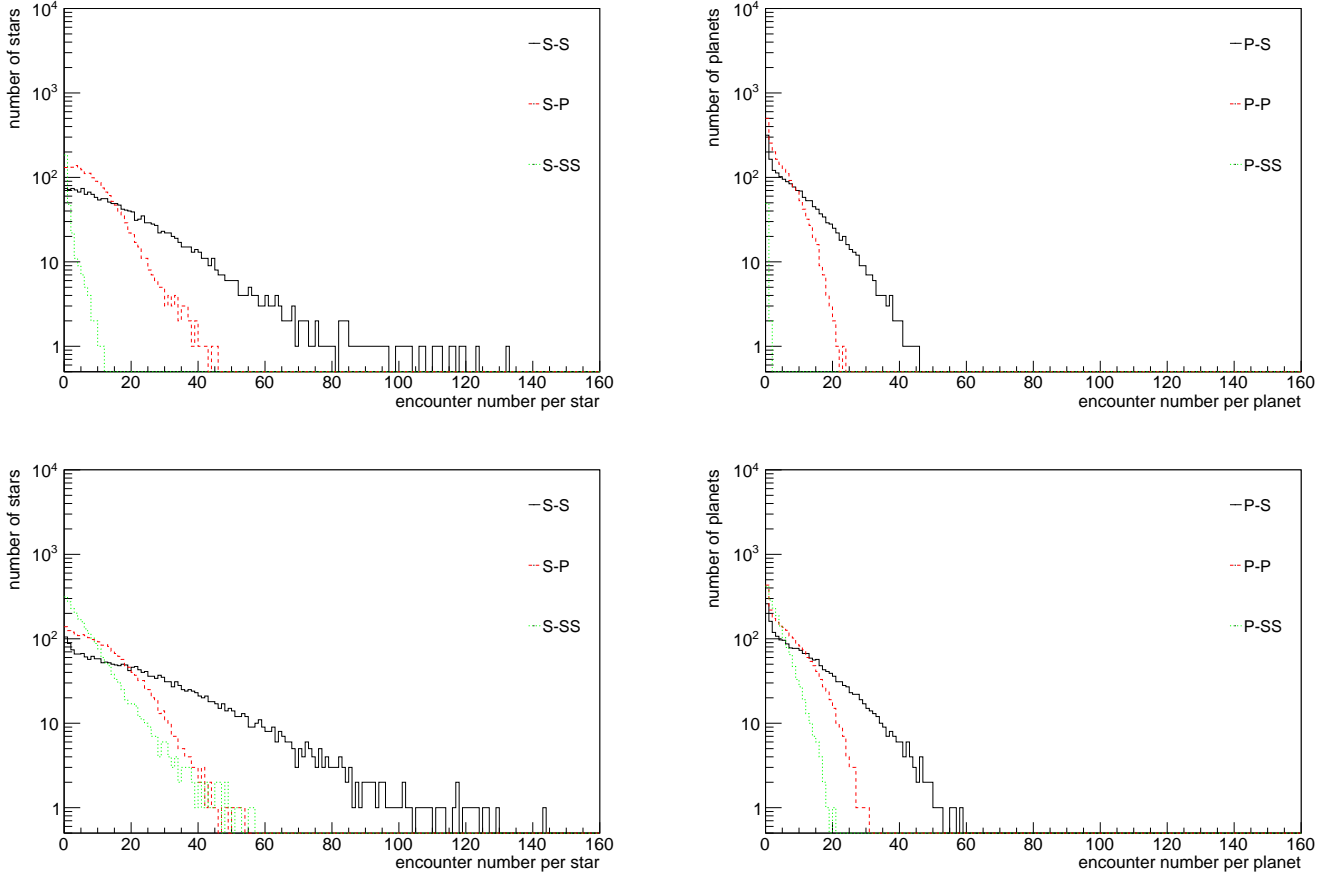 number of stars
10^4
10^3
10^2
10
1
S-S
S-P
S-SS
0 20 40 60 80 100 120 140 160
encounter number per star
number of planets
10^4
10^3
10^2
10
1
P-S
P-P
P-SS
0 20 40 60 80 100 120 140 160
encounter number per planet
number of stars
10^4
10^3
10^2
10
1
S-S
S-P
S-SS
0 20 40 60 80 100 120 140 160
encounter number per star
number of planets
10^4
10^3
10^2
10
1
P-S
P-P
P-SS
0 20 40 60 80 100 120 140 160
encounter number per planet